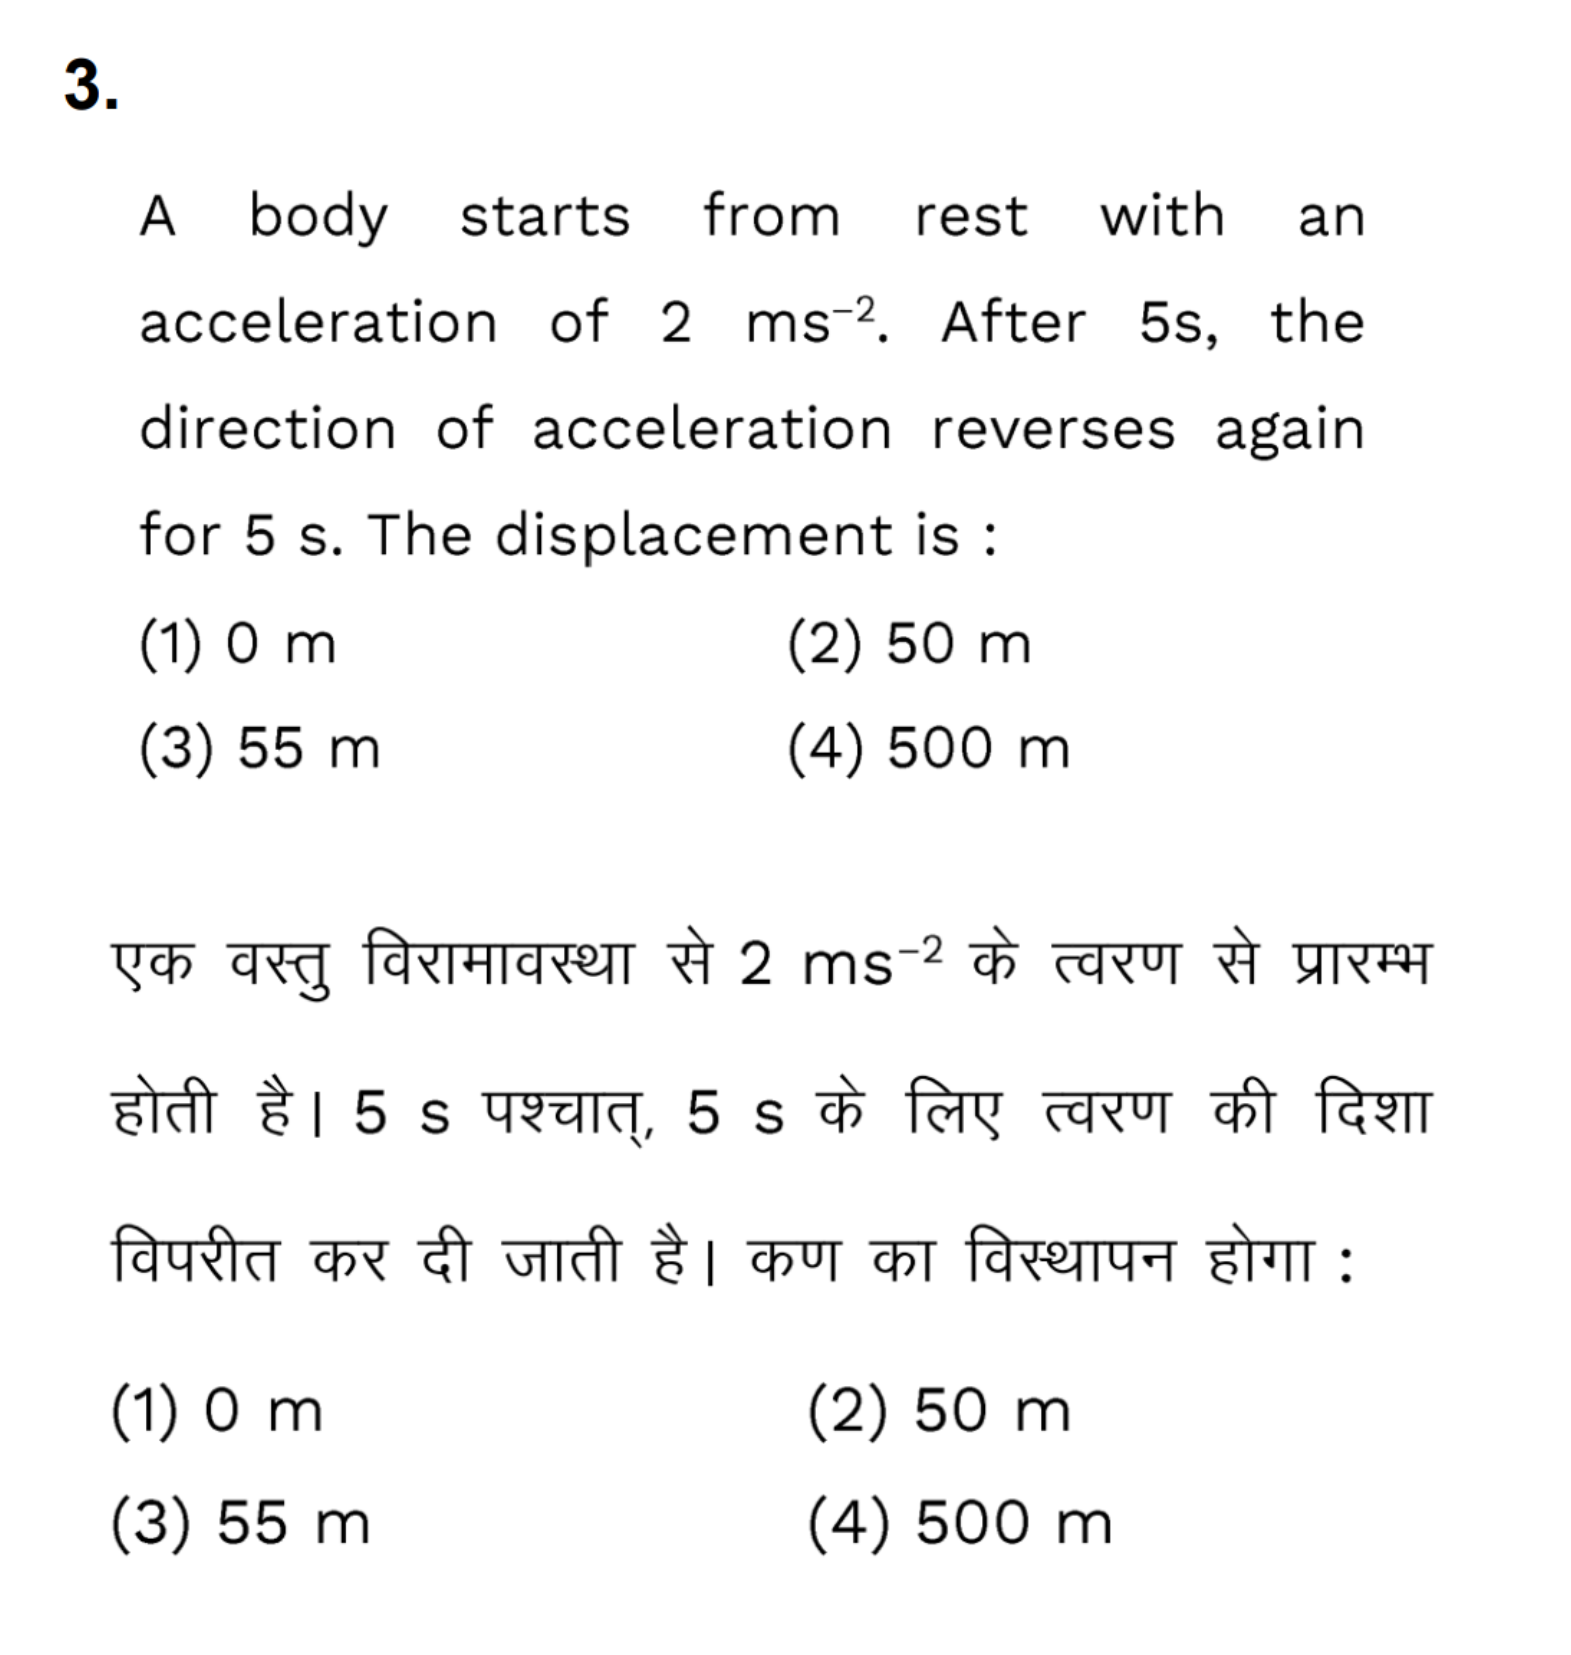 3.
A body starts from rest with an
acceleration of 2 ms⁻². After 5s, the
direction of acceleration reverses again
for 5 s. The displacement is :
(1) 0 m (2) 50 m
(3) 55 m (4) 500 m
एक वस्तु विरामावस्था से 2 ms⁻² के त्वरण से प्रारम्भ
होती है। 5 s पश्चात्, 5 s के लिए त्वरण की दिशा
विपरीत कर दी जाती है। कण का विस्थापन होगा :
(1) 0 m (2) 50 m
(3) 55 m (4) 500 m